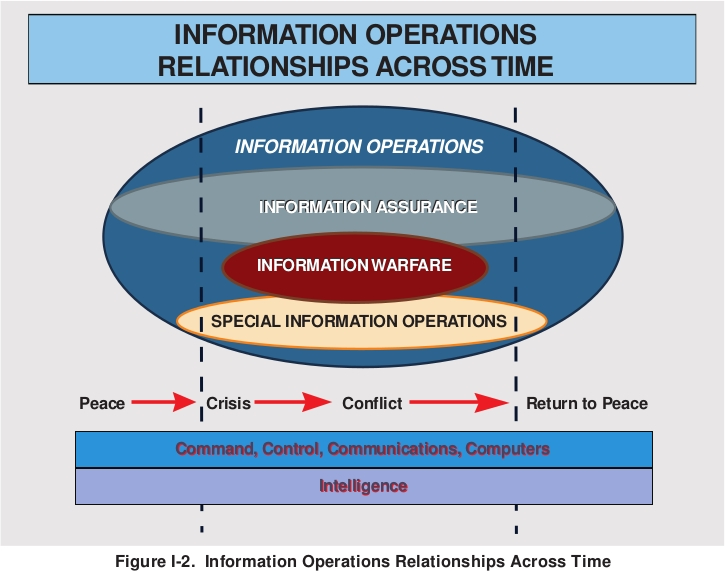 INFORMATION OPERATIONS
RELATIONSHIPS ACROSS TIME
INFORMATION OPERATIONS
INFORMATION ASSURANCE
INFORMATION WARFARE
SPECIAL INFORMATION OPERATIONS
Peace Crisis Conflict Return to Peace
Command, Control, Communications, Computers
Intelligence
Figure I-2. Information Operations Relationships Across Time